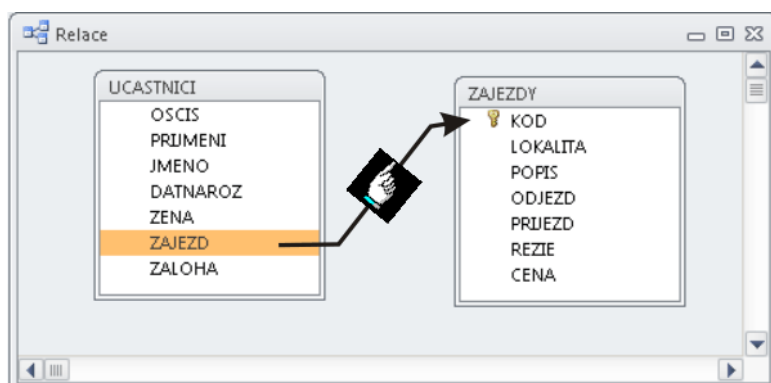 Relace
UCASTNICI
OSCIS
PRIJMENI
JMENO
DATNAROZ
ZENA
ZAJEZD
ZALOHA
ZAJEZDY
KOD
LOKALITA
POPIS
ODJEZD
PRIJEZD
REZIE
CENA